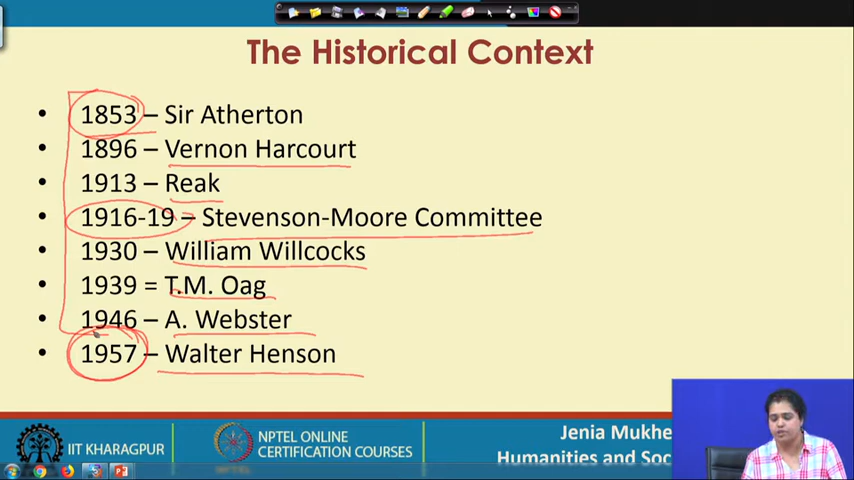 The Historical Context
• 1853 – Sir Atherton
• 1896 – Vernon Harcourt
• 1913 – Reak
• 1916-19 – Stevenson-Moore Committee
• 1930 – William Willcocks
• 1939 = T.M. Oag
• 1946 – A. Webster
• 1957 – Walter Henson
IIT KHARAGPUR
NPTEL ONLINE
CERTIFICATION COURSES
Jenia Mukhe
Humanities and Soc